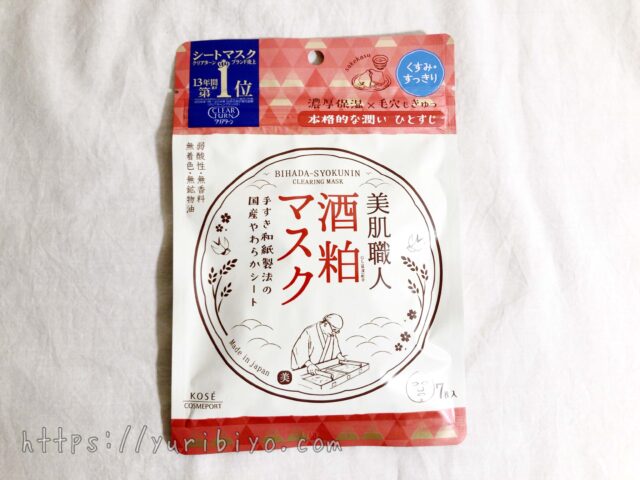 シートマスク
クリアターン ブランド売上
13年間
第1位
CLEAR
TURN
クリアターン
sakekasu
くすみ*
すっきり
濃厚保湿×毛穴もきゅっ
本格的な潤い ひとすじ
弱酸性・無香料
無着色・無鉱物油
BIHADA-SYOKUNIN
CLEARING MASK
美肌職人
酒粕
マスク
手すき和紙製法の
国産やわらかシート
Made in Japan
美
KOSÉ
COSMEPORT
7枚入
https://yuribiyo.com